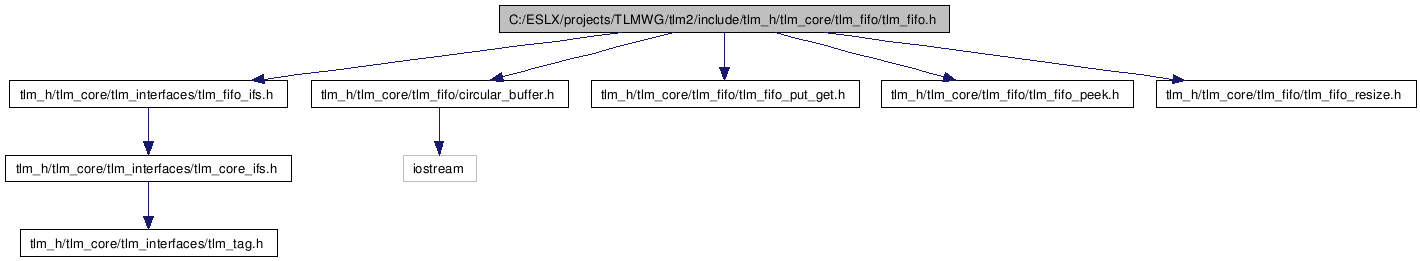 C:/ESLX/projects/TLMWG/tlm2/include/tlm_h/tlm_core/tlm_fifo/tlm_fifo.h
tlm_h/tlm_core/tlm_interfaces/tlm_fifo_ifs.h
tlm_h/tlm_core/tlm_fifo/circular_buffer.h
tlm_h/tlm_core/tlm_fifo/tlm_fifo_put_get.h
tlm_h/tlm_core/tlm_fifo/tlm_fifo_peek.h
tlm_h/tlm_core/tlm_fifo/tlm_fifo_resize.h
tlm_h/tlm_core/tlm_interfaces/tlm_core_ifs.h
iostream
tlm_h/tlm_core/tlm_interfaces/tlm_tag.h